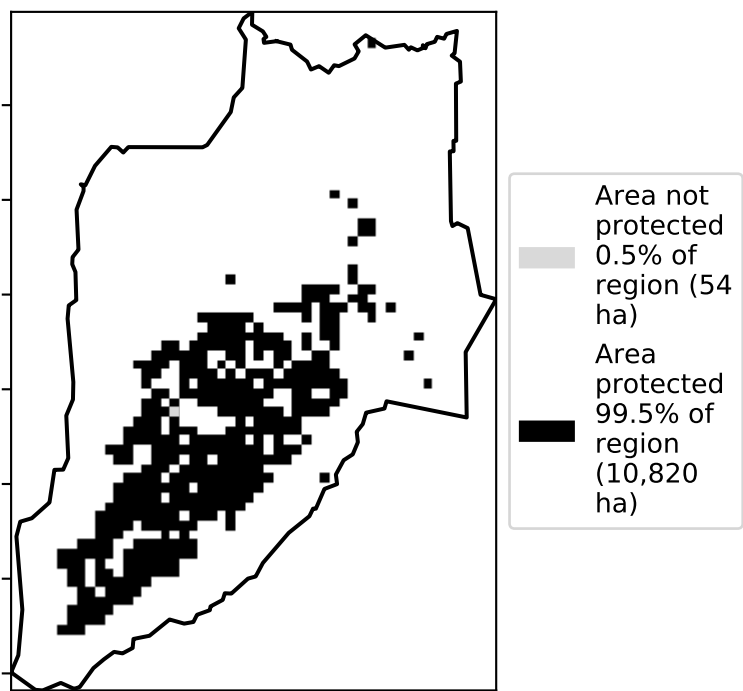 Area not
protected
0.5% of
region (54
ha)
Area
protected
99.5% of
region
(10,820
ha)